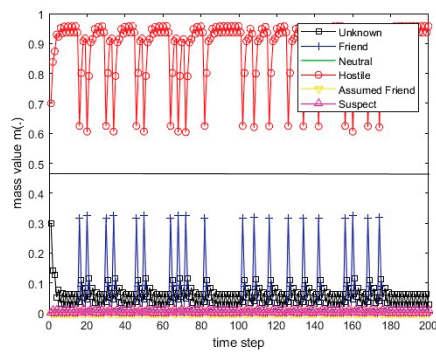 1
0.9
0.8
0.7
0.6
0.5
0.4
0.3
0.2
0.1
0
mass value m(.)
Unknown
Friend
Neutral
Hostile
Assumed Friend
Suspect
0 20 40 60 80 100 120 140 160 180 200
time step